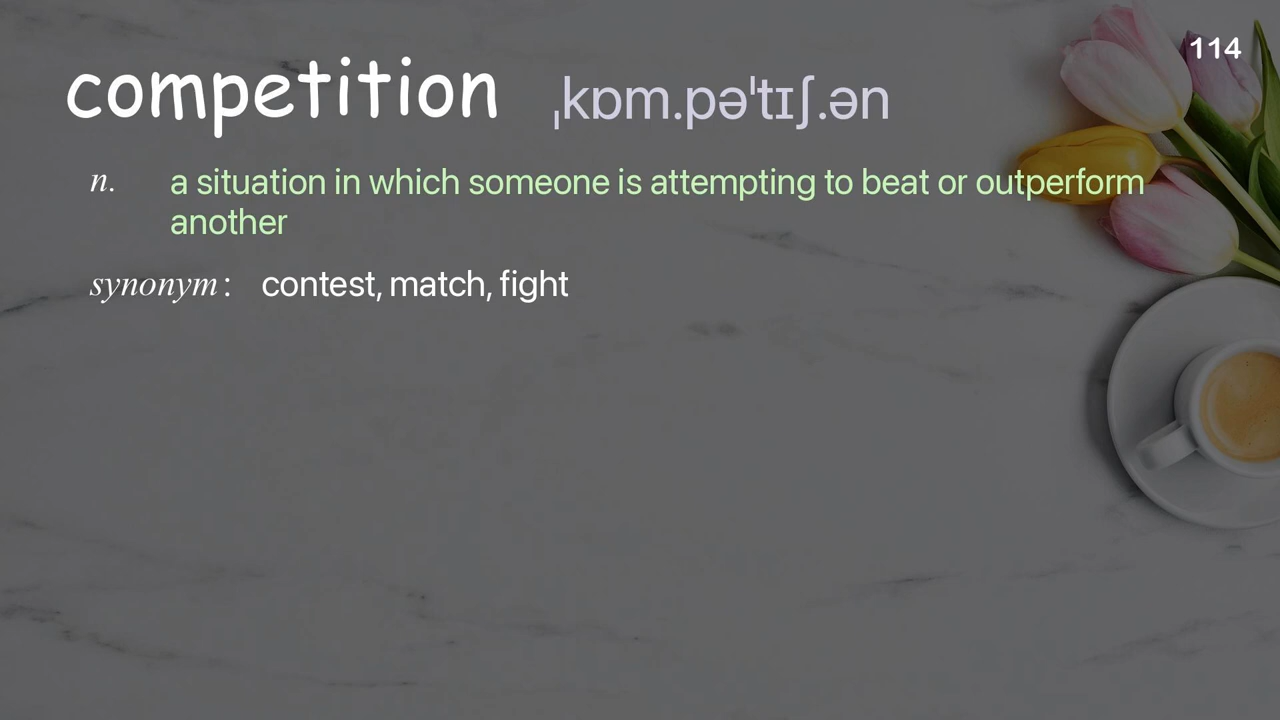 114
competition ˌkɒm.pəˈtɪʃ.ən
n. a situation in which someone is attempting to beat or outperform
another
synonym: contest, match, fight